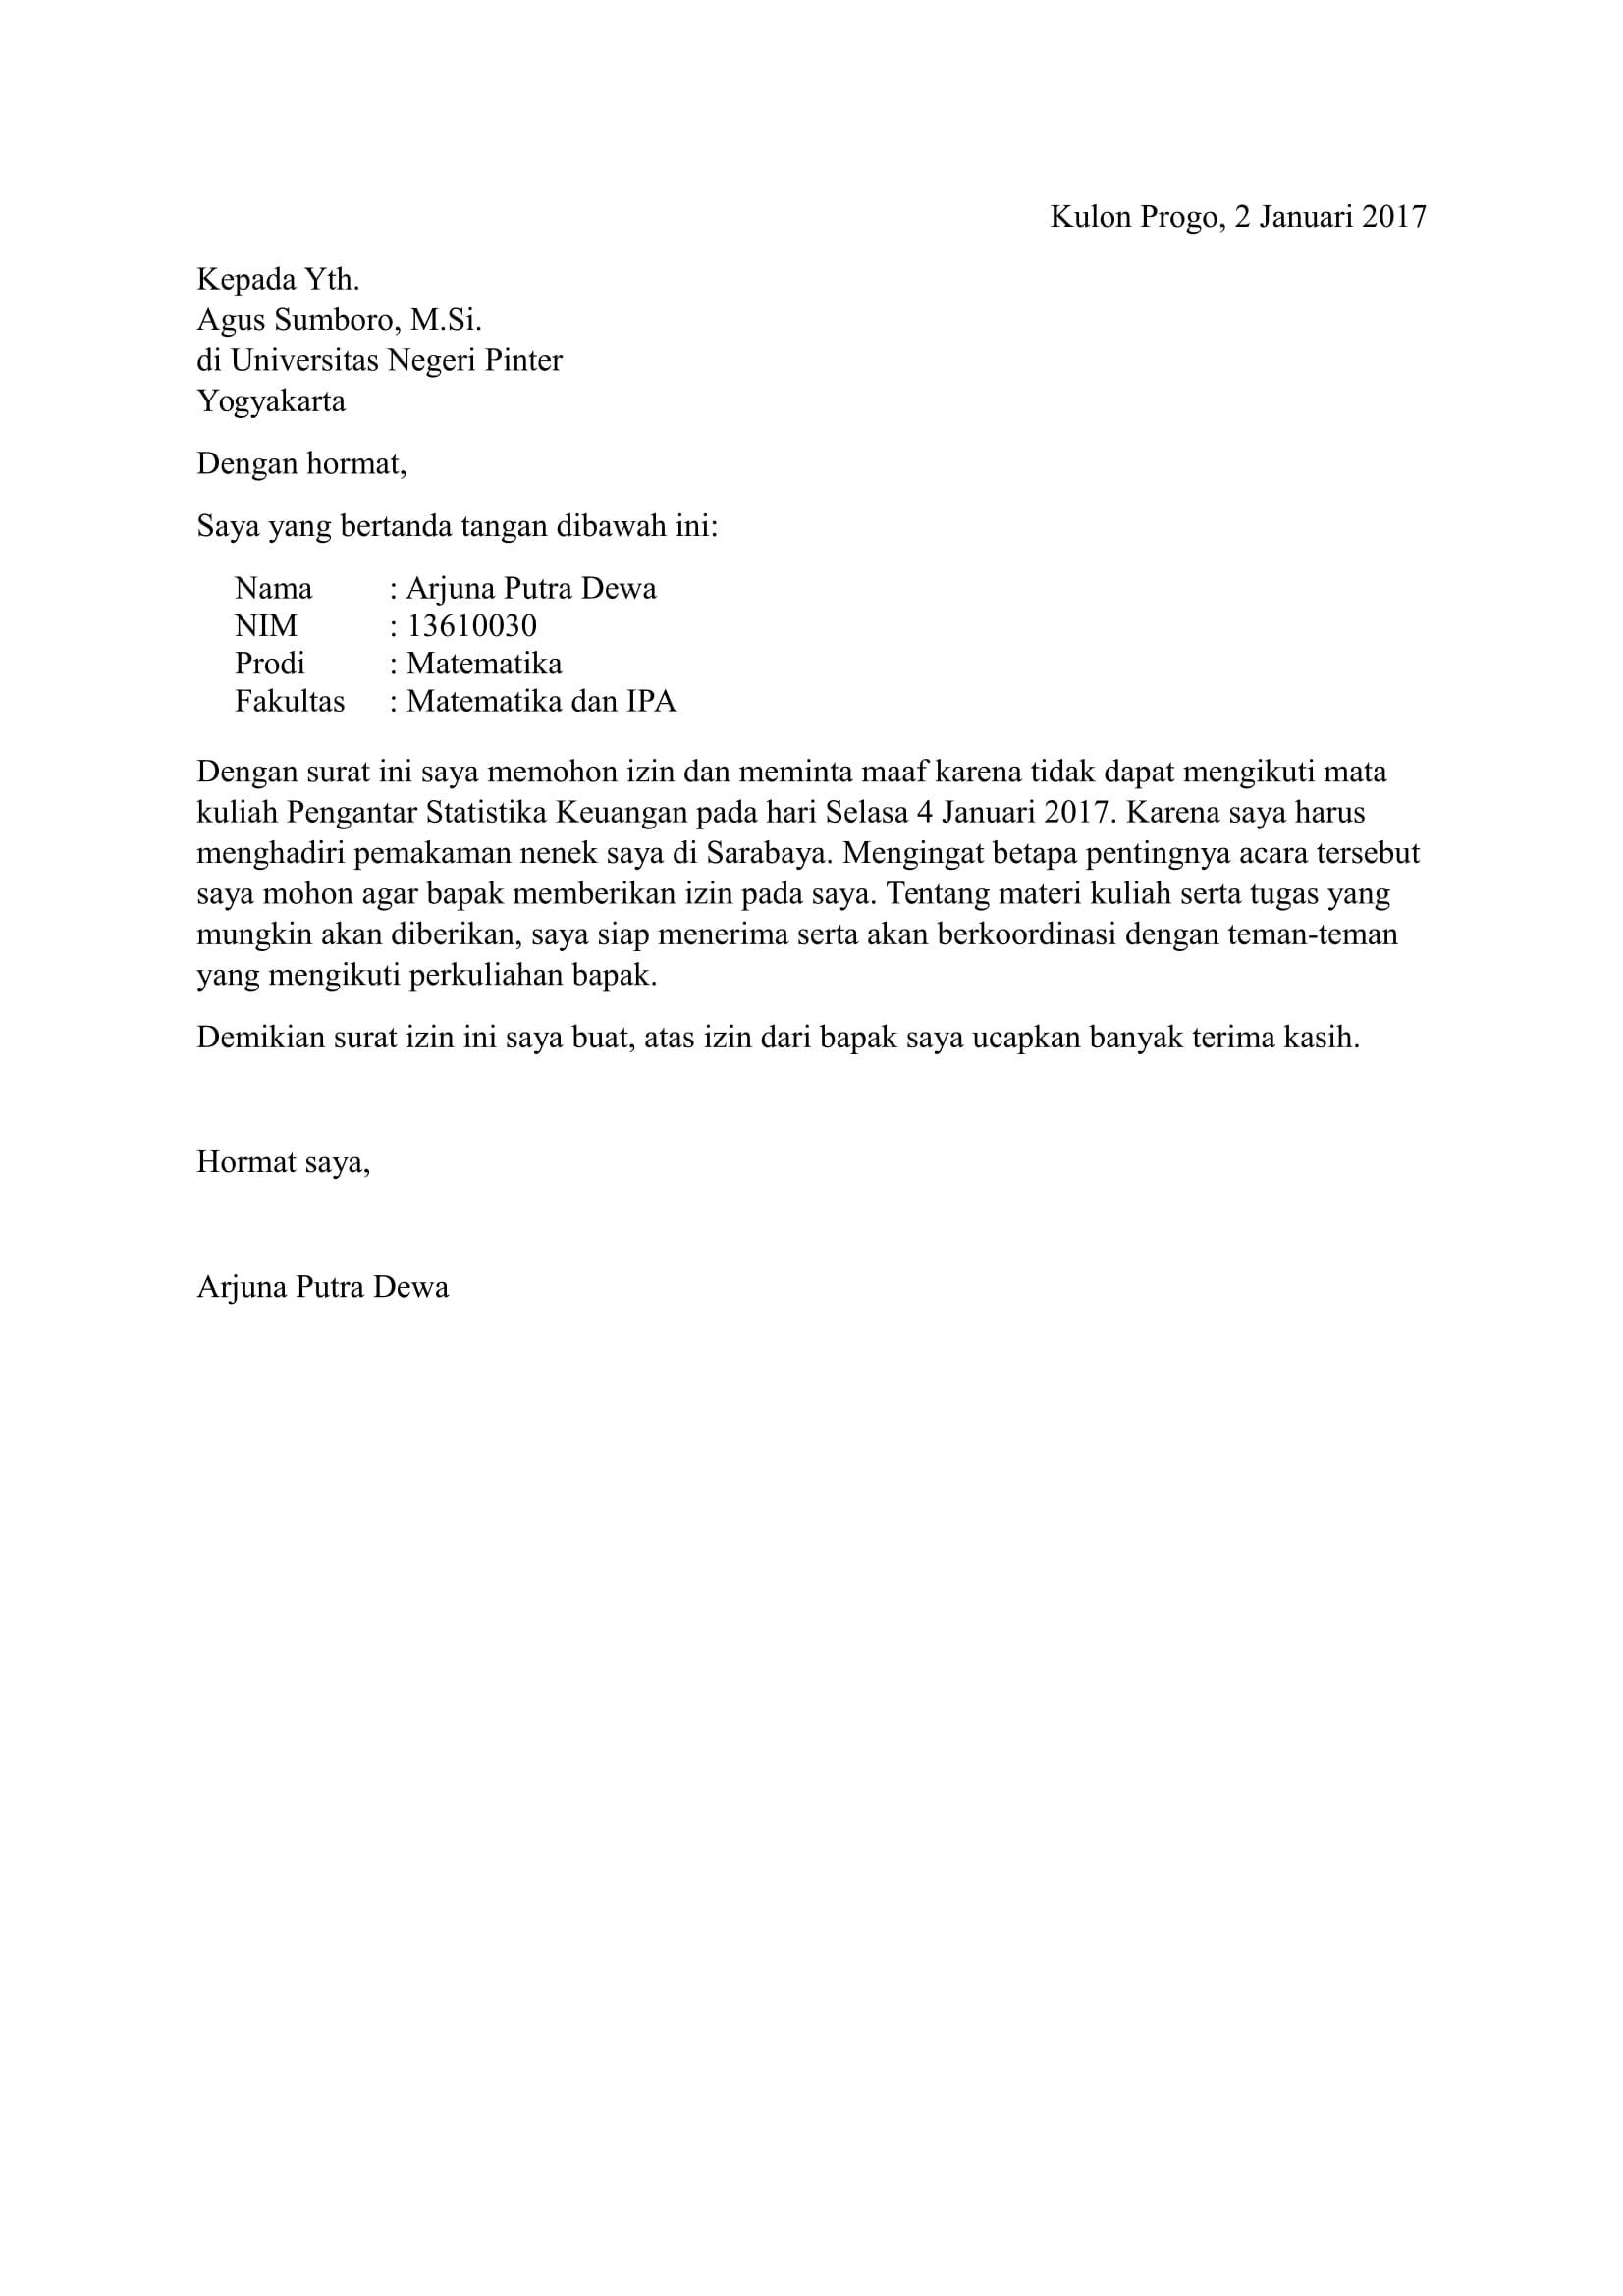 Kulon Progo, 2 Januari 2017
Kepada Yth.
Agus Sumboro, M.Si.
di Universitas Negeri Pinter
Yogyakarta
Dengan hormat,
Saya yang bertanda tangan dibawah ini:
Nama : Arjuna Putra Dewa
NIM : 13610030
Prodi : Matematika
Fakultas : Matematika dan IPA
Dengan surat ini saya memohon izin dan meminta maaf karena tidak dapat mengikuti mata
kuliah Pengantar Statistika Keuangan pada hari Selasa 4 Januari 2017. Karena saya harus
menghadiri pemakaman nenek saya di Sarabaya. Mengingat betapa pentingnya acara tersebut
saya mohon agar bapak memberikan izin pada saya. Tentang materi kuliah serta tugas yang
mungkin akan diberikan, saya siap menerima serta akan berkoordinasi dengan teman-teman
yang mengikuti perkuliahan bapak.
Demikian surat izin ini saya buat, atas izin dari bapak saya ucapkan banyak terima kasih.
Hormat saya,
Arjuna Putra Dewa